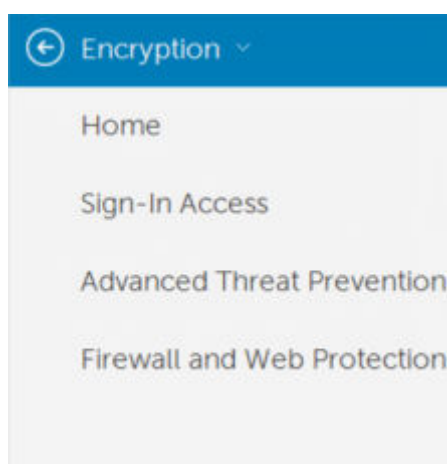 Encryption
Home
Sign-In Access
Advanced Threat Prevention
Firewall and Web Protection